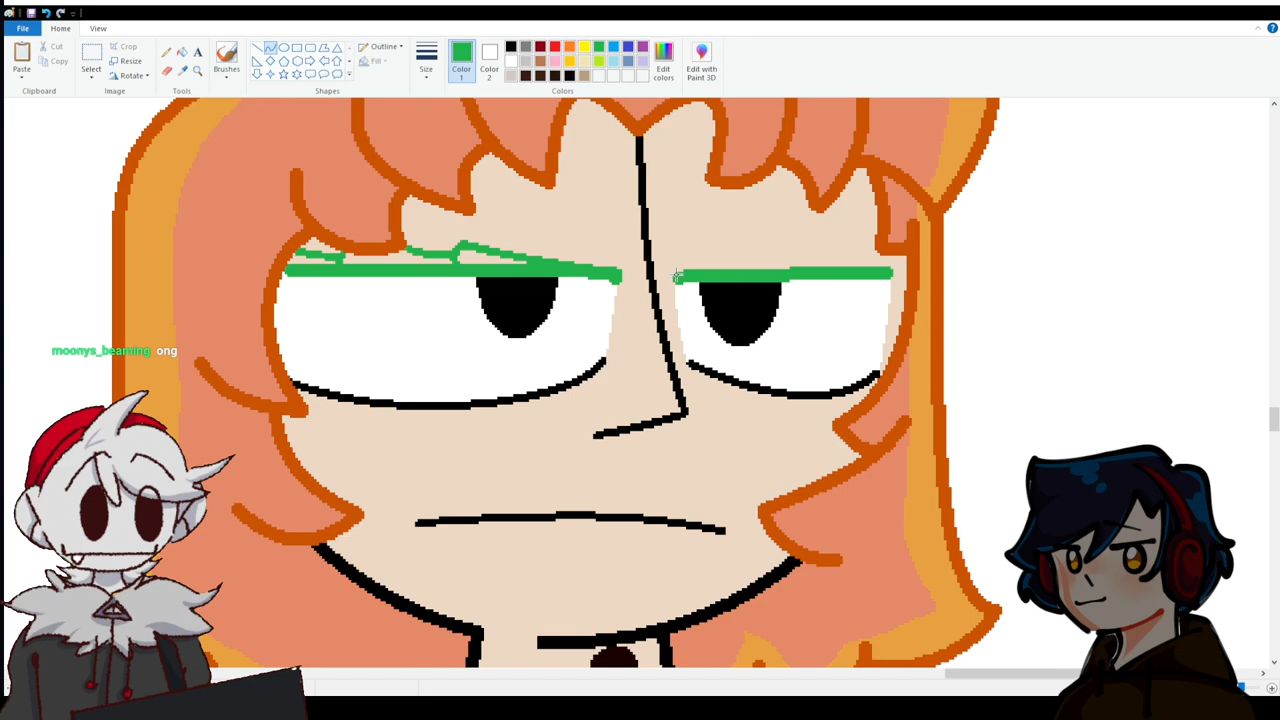 File Home View
Paste
Cut
Copy
Clipboard
Select
Crop
Resize
Rotate
Image
A
Tools
Brushes
Outline
Fill
Shapes
Size
Color 1
Color 2
Edit colors
Colors
Edit with Paint 3D
moonys_beaming ong